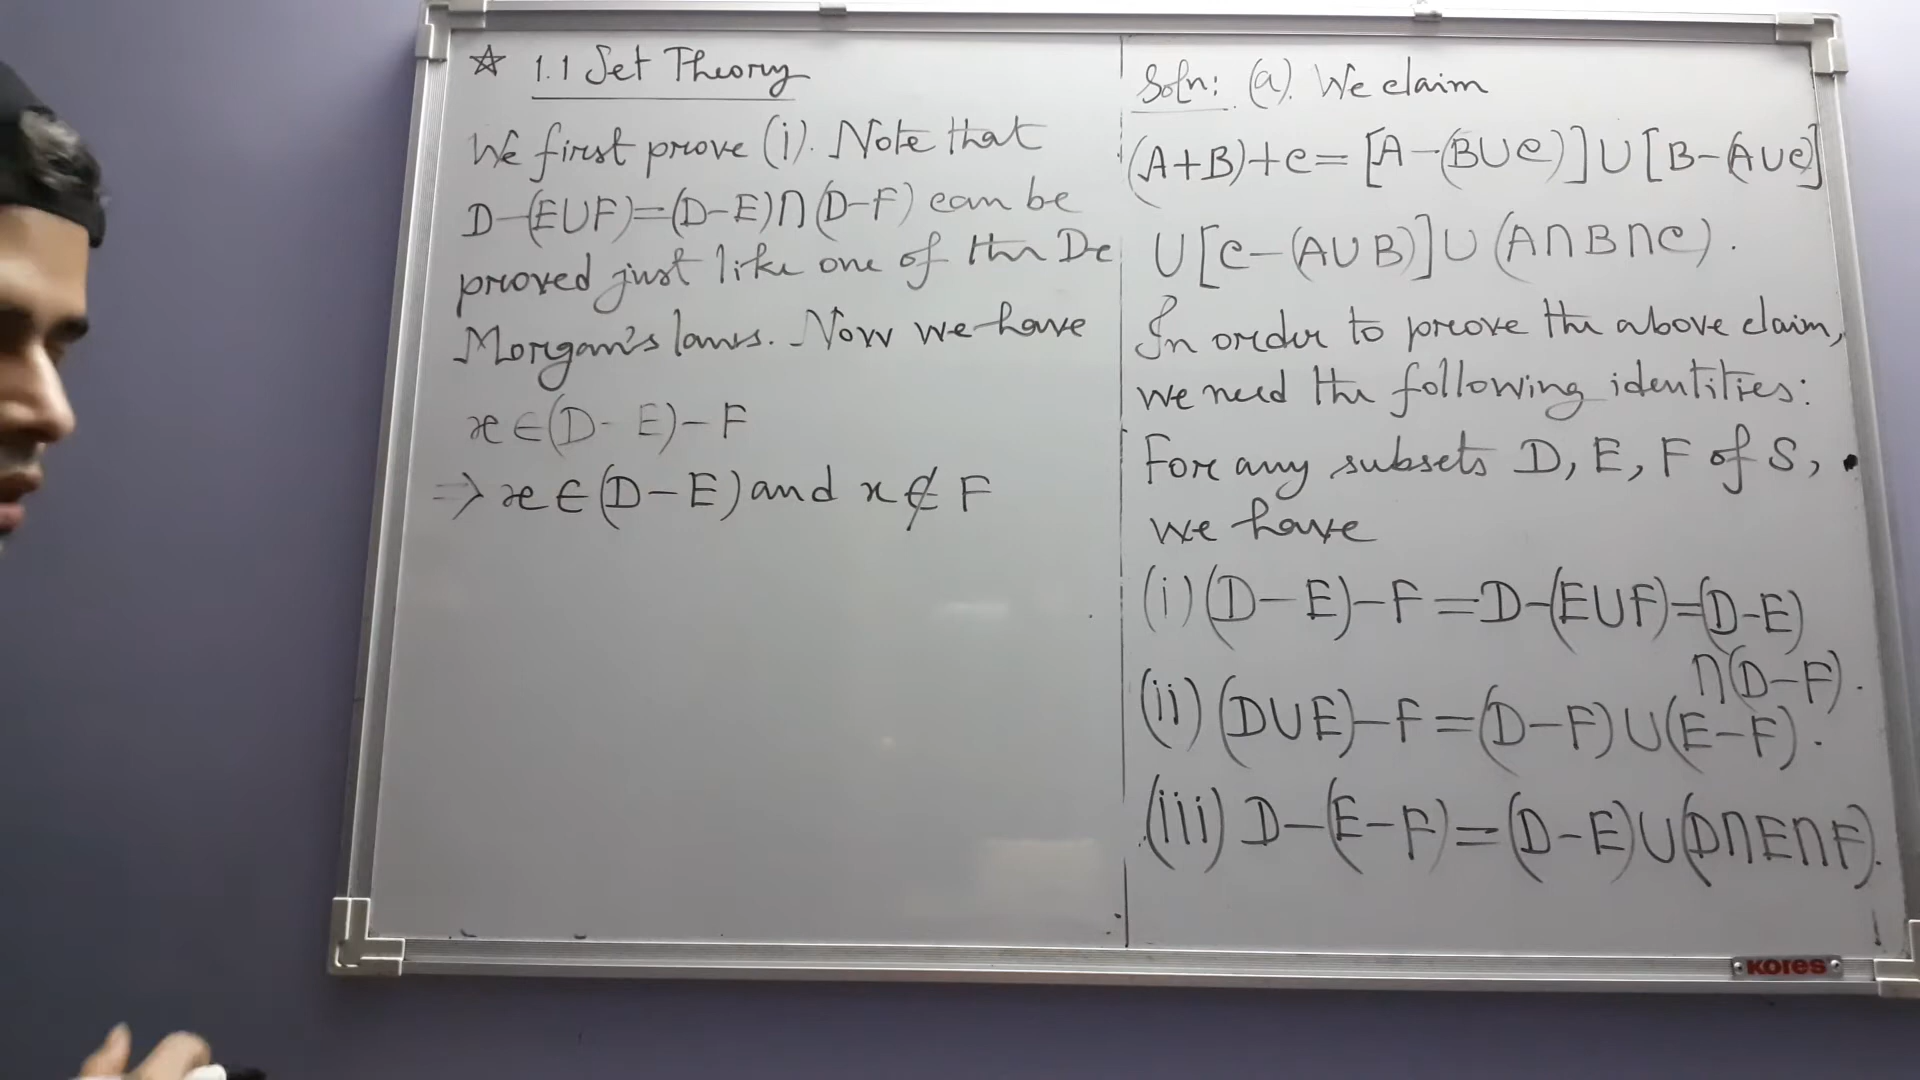 ☆ 1.1 Set Theory
We first prove (i). Note that
D-(E∪F)=(D-E)∩(D-F) can be
proved just like one of the De
Morgan's laws. Now we have
x∈(D-E)-F
⇒ x∈(D-E) and x∉F
Soln: (a). We claim
(A+B)+C=[A-(B∪C)]∪[B-(A∪C]
∪[C-(A∪B)]∪(A∩B∩C).
In order to prove the above claim,
we need the following identities:
For any subsets D, E, F of S,
we have
(i) (D-E)-F=D-(E∪F)=(D-E)
∩(D-F).
(ii) (D∪E)-F=(D-F)∪(E-F).
(iii) D-(E-F)=(D-E)∪(D∩E∩F).
KORES